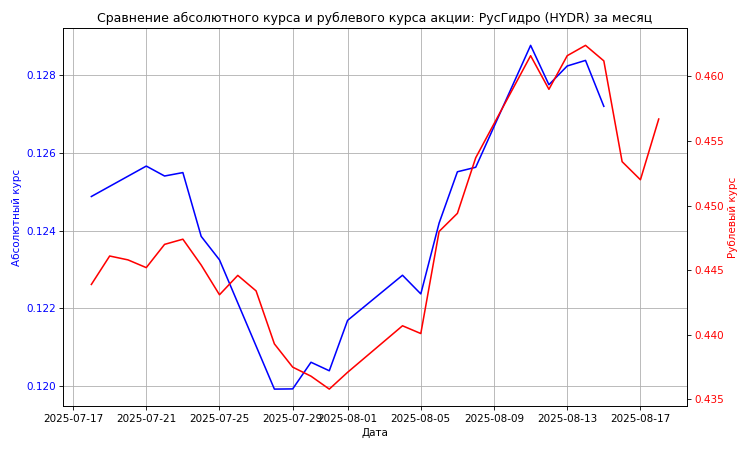 Сравнение абсолютного курса и рублевого курса акции: РусГидро (HYDR) за месяц
Абсолютный курс
0.128
0.126
0.124
0.122
0.120
0.460
0.455
0.450
0.445
0.440
0.435
Рублевый курс
2025-07-17 2025-07-21 2025-07-25 2025-07-29 2025-08-01 2025-08-05 2025-08-09 2025-08-13 2025-08-17
Дата